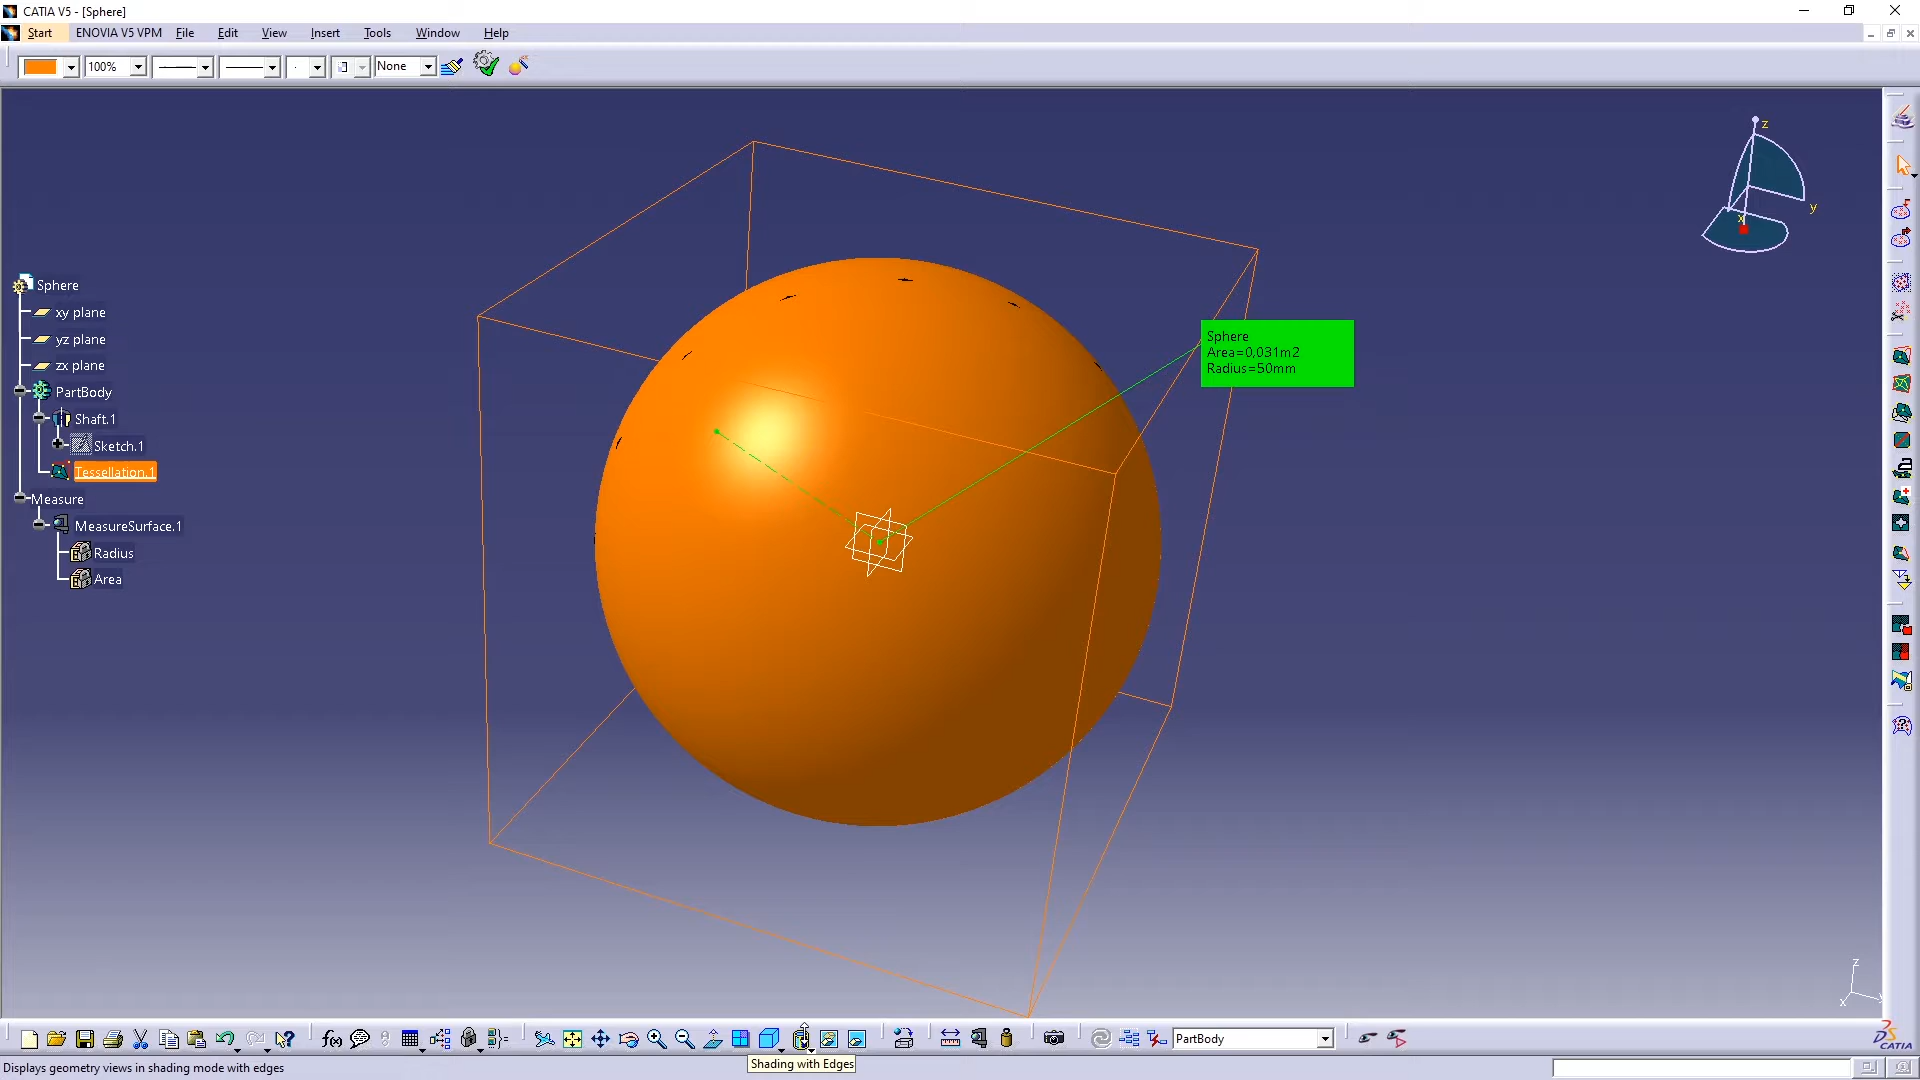 CATIA V5 - [Sphere]
Start ENOVIA V5 VPM File Edit View Insert Tools Window Help
100% None
z
y
x
Sphere
xy plane
yz plane
zx plane
PartBody
Shaft.1
Sketch.1
Tessellation.1
Measure
MeasureSurface.1
Radius
Area
Sphere
Area=0,031m2
Radius=50mm
z
x
f(x) PartBody
CATIA
Shading with Edges
Displays geometry views in shading mode with edges